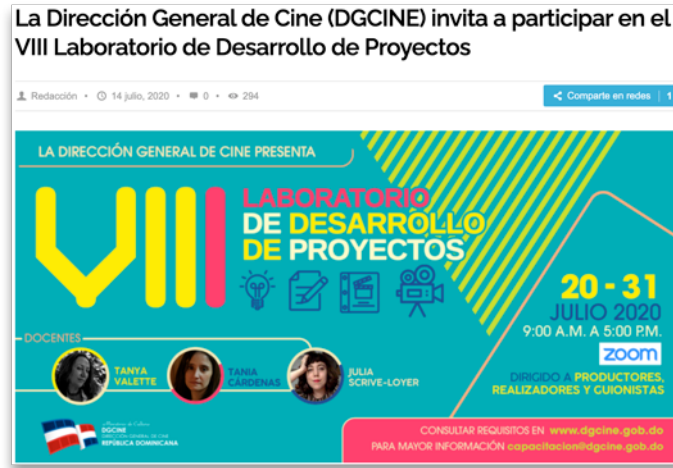 La Dirección General de Cine (DGCINE) invita a participar en el
VIII Laboratorio de Desarrollo de Proyectos
Redacción • 14 julio, 2020 • 0 • 294
Comparte en redes | 1
LA DIRECCIÓN GENERAL DE CINE PRESENTA
VIII
LABORATORIO
DE DESARROLLO
DE PROYECTOS
20 - 31
JULIO 2020
9:00 A.M. A 5:00 P.M.
zoom
DIRIGIDO A PRODUCTORES,
REALIZADORES Y GUIONISTAS
DOCENTES
TANYA
VALETTE
TANIA
CÁRDENAS
JULIA
SCRIVE-LOYER
DGCINE
DIRECCIÓN GENERAL DE CINE
REPÚBLICA DOMINICANA
CONSULTAR REQUISITOS EN www.dgcine.gob.do
PARA MAYOR INFORMACIÓN capacitacion@dgcine.gob.do